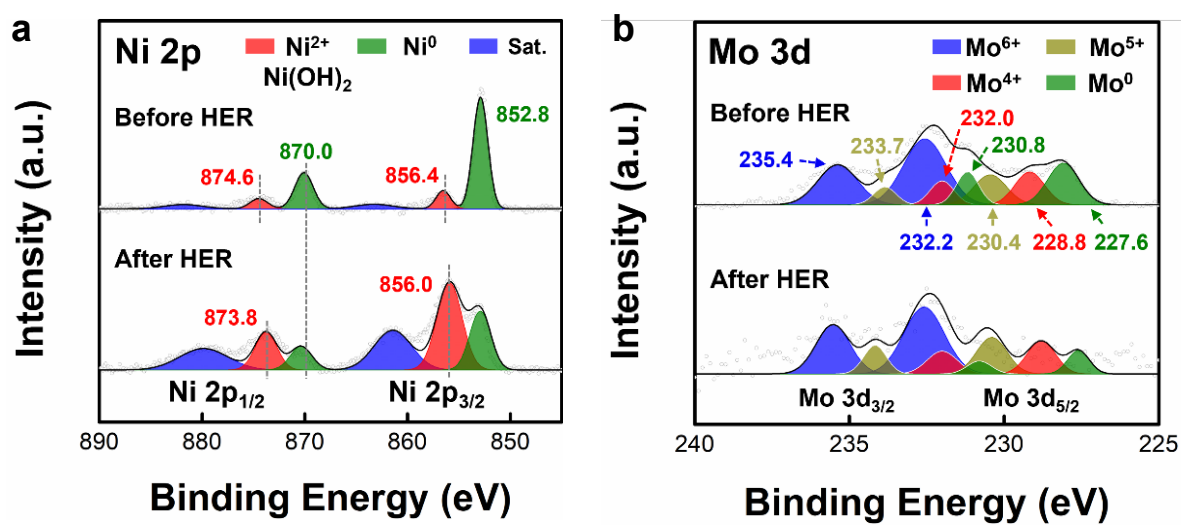 a
Ni 2p
Ni²⁺
Ni⁰
Sat.
Ni(OH)₂
Before HER
852.8
870.0
874.6
856.4
After HER
856.0
873.8
Ni 2p₁/₂
Ni 2p₃/₂
890
880
870
860
850
Binding Energy (eV)
Intensity (a.u.)
b
Mo 3d
Mo⁶⁺
Mo⁵⁺
Mo⁴⁺
Mo⁰
Before HER
232.0
235.4
233.7
230.8
232.2
230.4
228.8
227.6
After HER
Mo 3d₃/₂
Mo 3d₅/₂
240
235
230
225
Binding Energy (eV)
Intensity (a.u.)